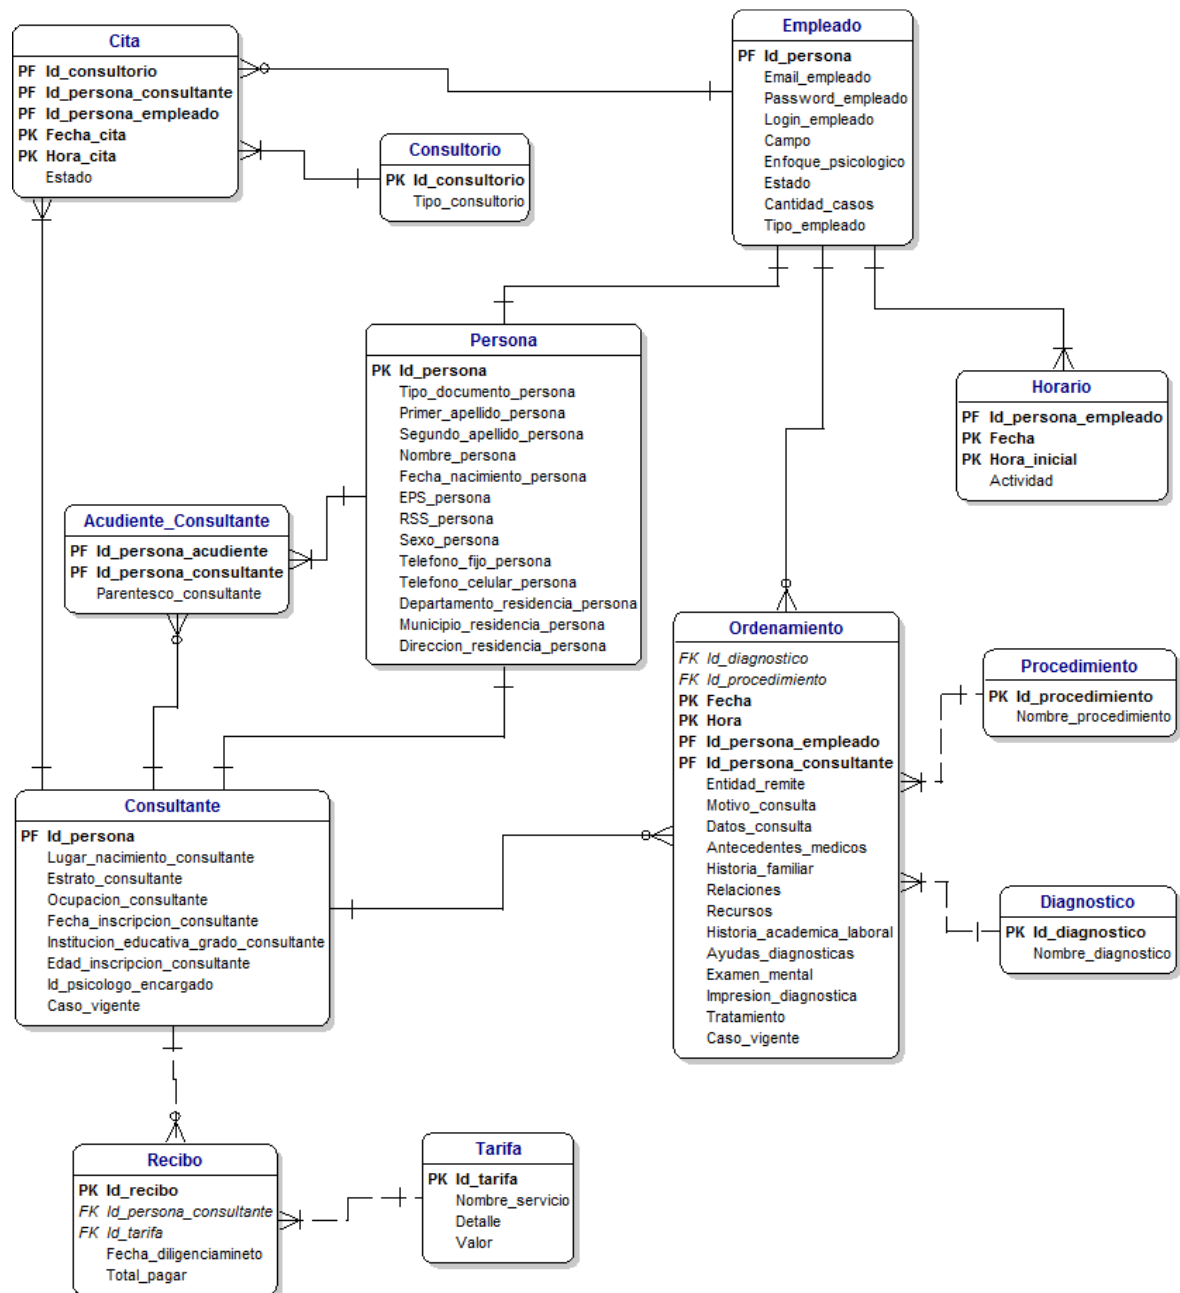 Cita
PF Id_consultorio
PF Id_persona_consultante
PF Id_persona_empleado
PK Fecha_cita
PK Hora_cita
Estado
Empleado
PF Id_persona
Email_empleado
Password_empleado
Login_empleado
Campo
Enfoque_psicologico
Estado
Cantidad_casos
Tipo_empleado
Consultorio
PK Id_consultorio
Tipo_consultorio
Persona
PK Id_persona
Tipo_documento_persona
Primer_apellido_persona
Segundo_apellido_persona
Nombre_persona
Fecha_nacimiento_persona
EPS_persona
RSS_persona
Sexo_persona
Telefono_fijo_persona
Telefono_celular_persona
Departamento_residencia_persona
Municipio_residencia_persona
Direccion_residencia_persona
Horario
PF Id_persona_empleado
PK Fecha
PK Hora_inicial
Actividad
Acudiente_Consultante
PF Id_persona_acudiente
PF Id_persona_consultante
Parentesco_consultante
Ordenamiento
FK Id_diagnostico
FK Id_procedimiento
PK Fecha
PK Hora
PF Id_persona_empleado
PF Id_persona_consultante
Entidad_remite
Motivo_consulta
Datos_consulta
Antecedentes_medicos
Historia_familiar
Relaciones
Recursos
Historia_academica_laboral
Ayudas_diagnosticas
Examen_mental
Impresion_diagnostica
Tratamiento
Caso_vigente
Procedimiento
PK Id_procedimiento
Nombre_procedimiento
Diagnostico
PK Id_diagnostico
Nombre_diagnostico
Consultante
PF Id_persona
Lugar_nacimiento_consultante
Estrato_consultante
Ocupacion_consultante
Fecha_inscripcion_consultante
Institucion_educativa_grado_consultante
Edad_inscripcion_consultante
Id_psicologo_encargado
Caso_vigente
Recibo
PK Id_recibo
FK Id_persona_consultante
FK Id_tarifa
Fecha_diligenciamineto
Total_pagar
Tarifa
PK Id_tarifa
Nombre_servicio
Detalle
Valor